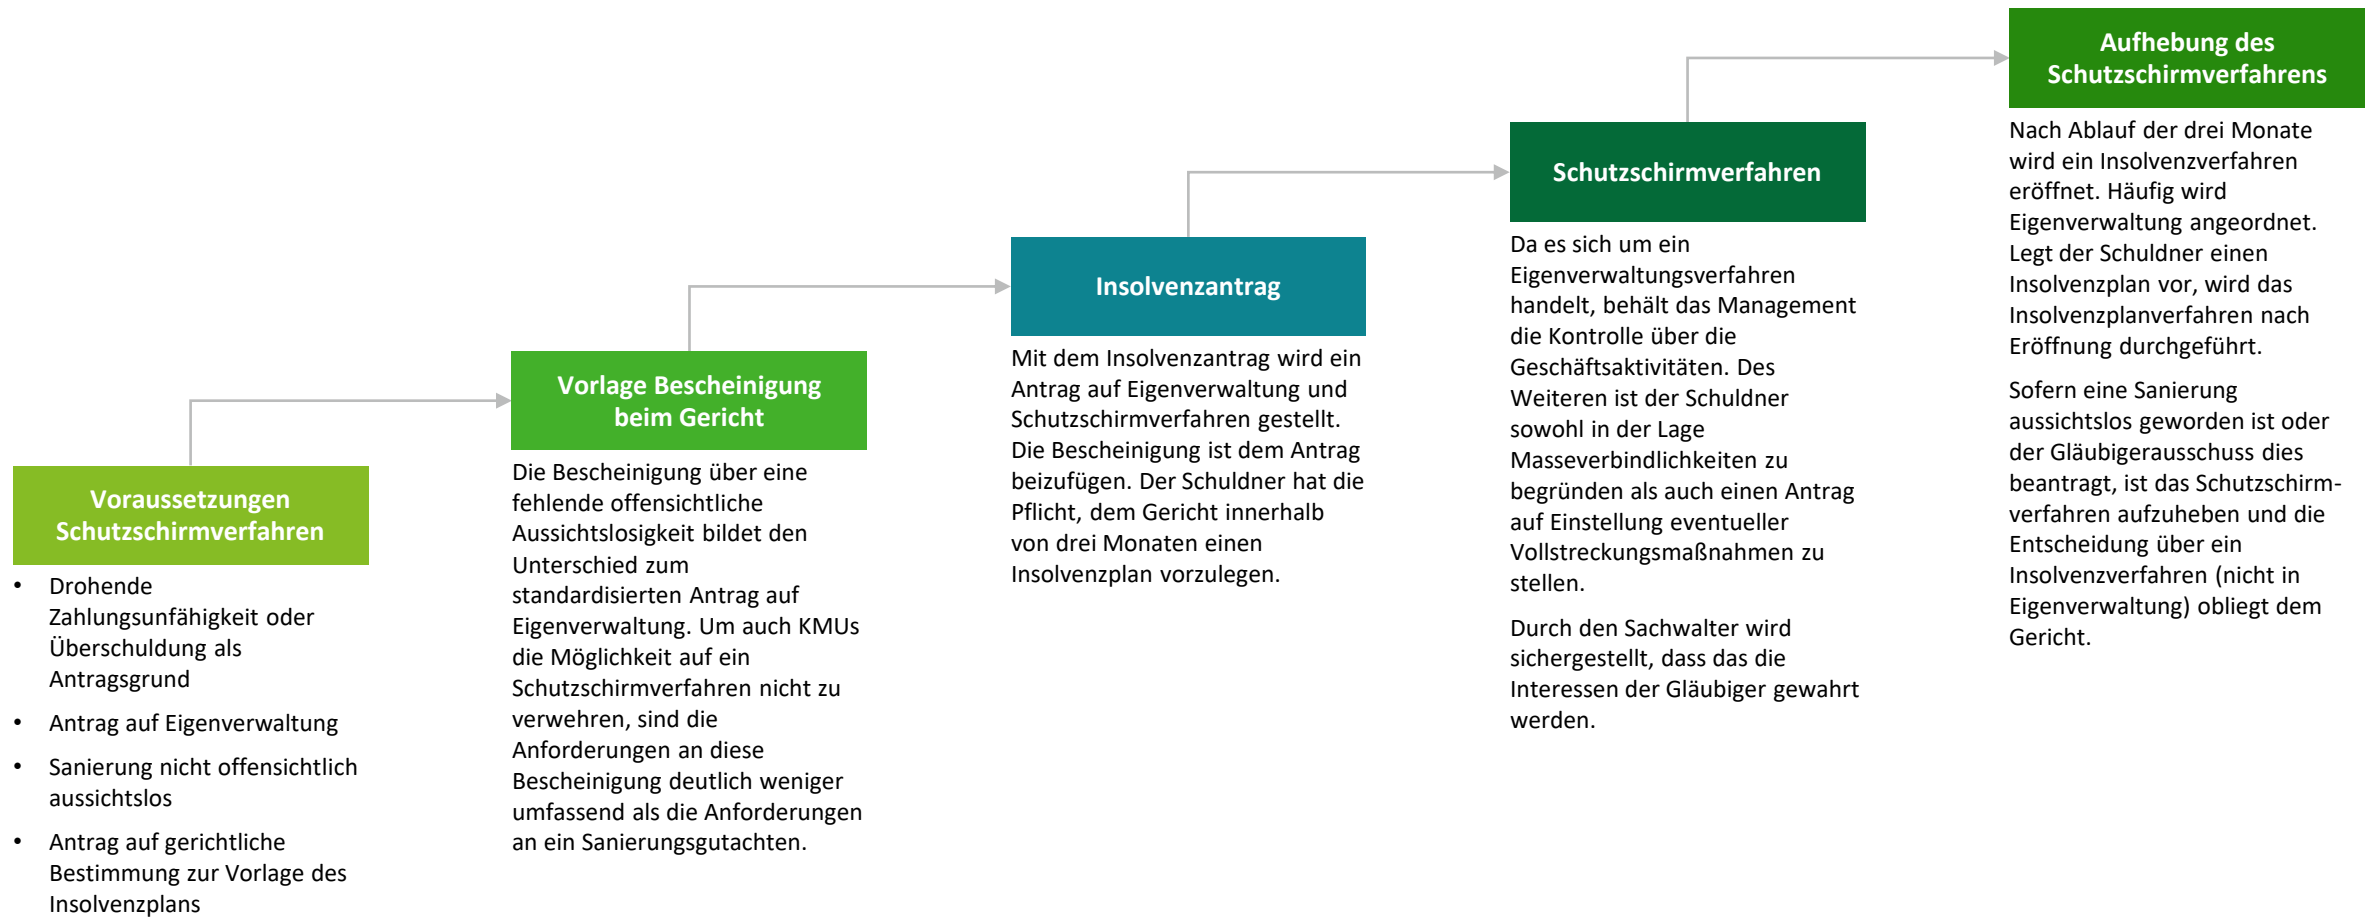 Voraussetzungen
Schutzschirmverfahren
• Drohende
Zahlungsunfähigkeit oder
Überschuldung als
Antragsgrund
• Antrag auf Eigenverwaltung
• Sanierung nicht offensichtlich
aussichtslos
• Antrag auf gerichtliche
Bestimmung zur Vorlage des
Insolvenzplans
Vorlage Bescheinigung
beim Gericht
Die Bescheinigung über eine
fehlende offensichtliche
Aussichtslosigkeit bildet den
Unterschied zum
standardisierten Antrag auf
Eigenverwaltung. Um auch KMUs
die Möglichkeit auf ein
Schutzschirmverfahren nicht zu
verwehren, sind die
Anforderungen an diese
Bescheinigung deutlich weniger
umfassend als die Anforderungen
an ein Sanierungsgutachten.
Insolvenzantrag
Mit dem Insolvenzantrag wird ein
Antrag auf Eigenverwaltung und
Schutzschirmverfahren gestellt.
Die Bescheinigung ist dem Antrag
beizufügen. Der Schuldner hat die
Pflicht, dem Gericht innerhalb
von drei Monaten einen
Insolvenzplan vorzulegen.
Schutzschirmverfahren
Da es sich um ein
Eigenverwaltungsverfahren
handelt, behält das Management
die Kontrolle über die
Geschäftsaktivitäten. Des
Weiteren ist der Schuldner
sowohl in der Lage
Masseverbindlichkeiten zu
begründen als auch einen Antrag
auf Einstellung eventueller
Vollstreckungsmaßnahmen zu
stellen.
Durch den Sachwalter wird
sichergestellt, dass das die
Interessen der Gläubiger gewahrt
werden.
Aufhebung des
Schutzschirmverfahrens
Nach Ablauf der drei Monate
wird ein Insolvenzverfahren
eröffnet. Häufig wird
Eigenverwaltung angeordnet.
Legt der Schuldner einen
Insolvenzplan vor, wird das
Insolvenzplanverfahren nach
Eröffnung durchgeführt.
Sofern eine Sanierung
aussichtslos geworden ist oder
der Gläubigerausschuss dies
beantragt, ist das Schutzschirm-
verfahren aufzuheben und die
Entscheidung über ein
Insolvenzverfahren (nicht in
Eigenverwaltung) obliegt dem
Gericht.